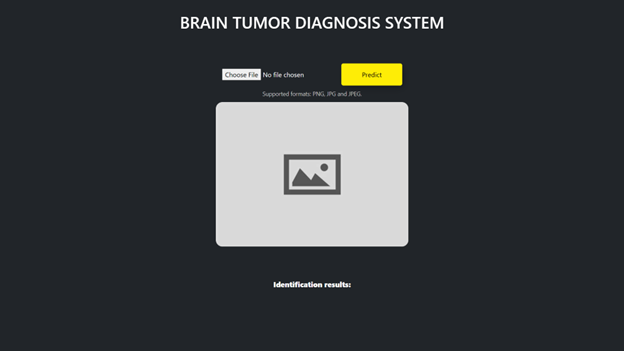 BRAIN TUMOR DIAGNOSIS SYSTEM
Choose File No file chosen
Predict
Supported formats: PNG, JPG and JPEG.
Identification results: